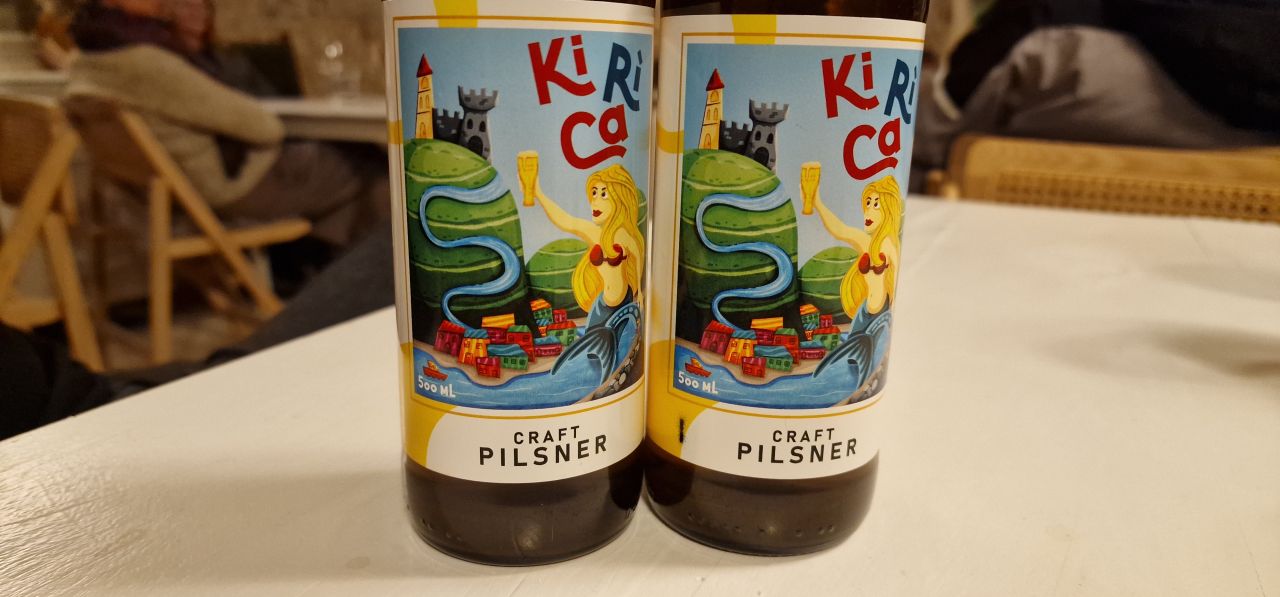 Ki Ri
Ca
500 ML
CRAFT
PILSNER
Ki Ri
Ca
500 ML
CRAFT
PILSNER